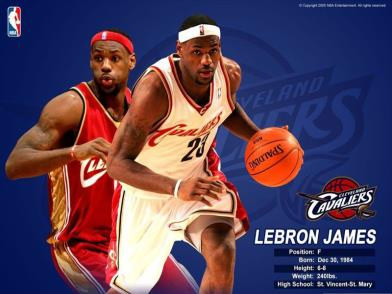 © Copyright 2005 NBA Entertainment. All rights reserved
NBA
CLEVELAND
CAVALIERS
Cavaliers
23
SPALDING
CLEVELAND
CAVALIERS
LEBRON JAMES
Position: F
Born: Dec 30, 1984
Height: 6-8
Weight: 240lbs.
High School: St. Vincent-St. Mary